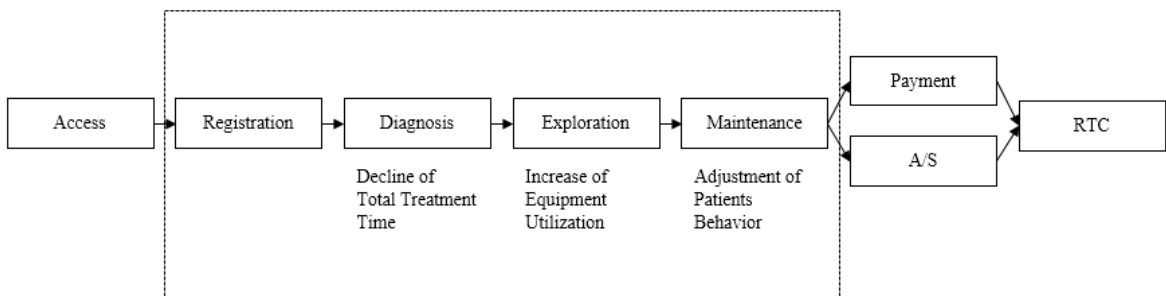 Access
Registration
Diagnosis
Exploration
Maintenance
Payment
A/S
RTC
Decline of
Total Treatment
Time
Increase of
Equipment
Utilization
Adjustment of
Patients
Behavior